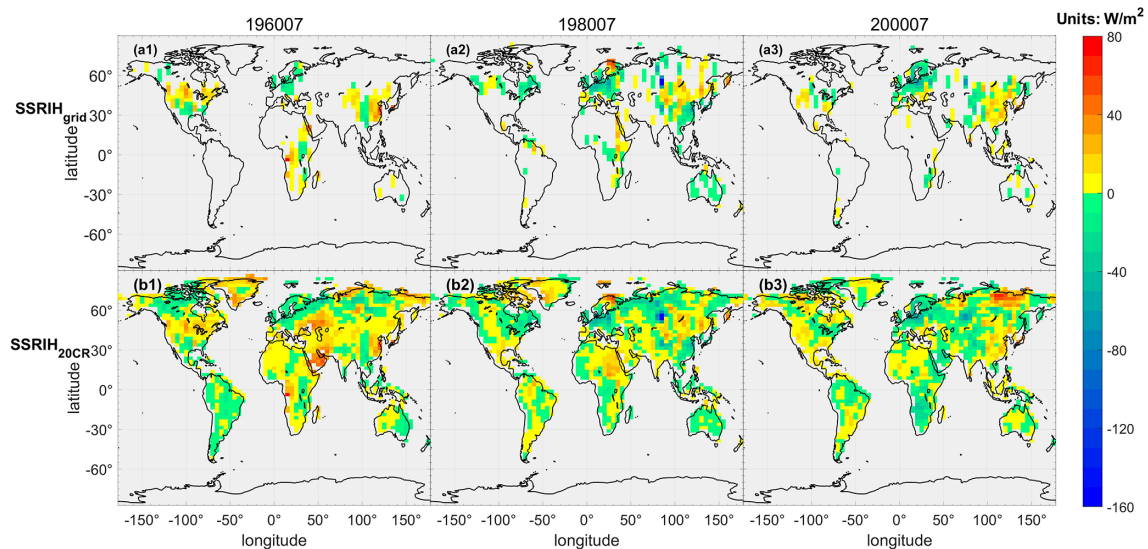 Units: W/m²
196007
198007
200007
80
(a1)
(a2)
(a3)
60°
SSRIHgrid
30°
latitude
0°
-30°
-60°
40
0
-40
-80
-120
-160
(b1)
(b2)
(b3)
60°
SSRIH20CR
30°
latitude
0°
-30°
-60°
-150° -100° -50° 0° 50° 100° 150° -150° -100° -50° 0° 50° 100° 150° -150° -100° -50° 0° 50° 100° 150°
longitude longitude longitude